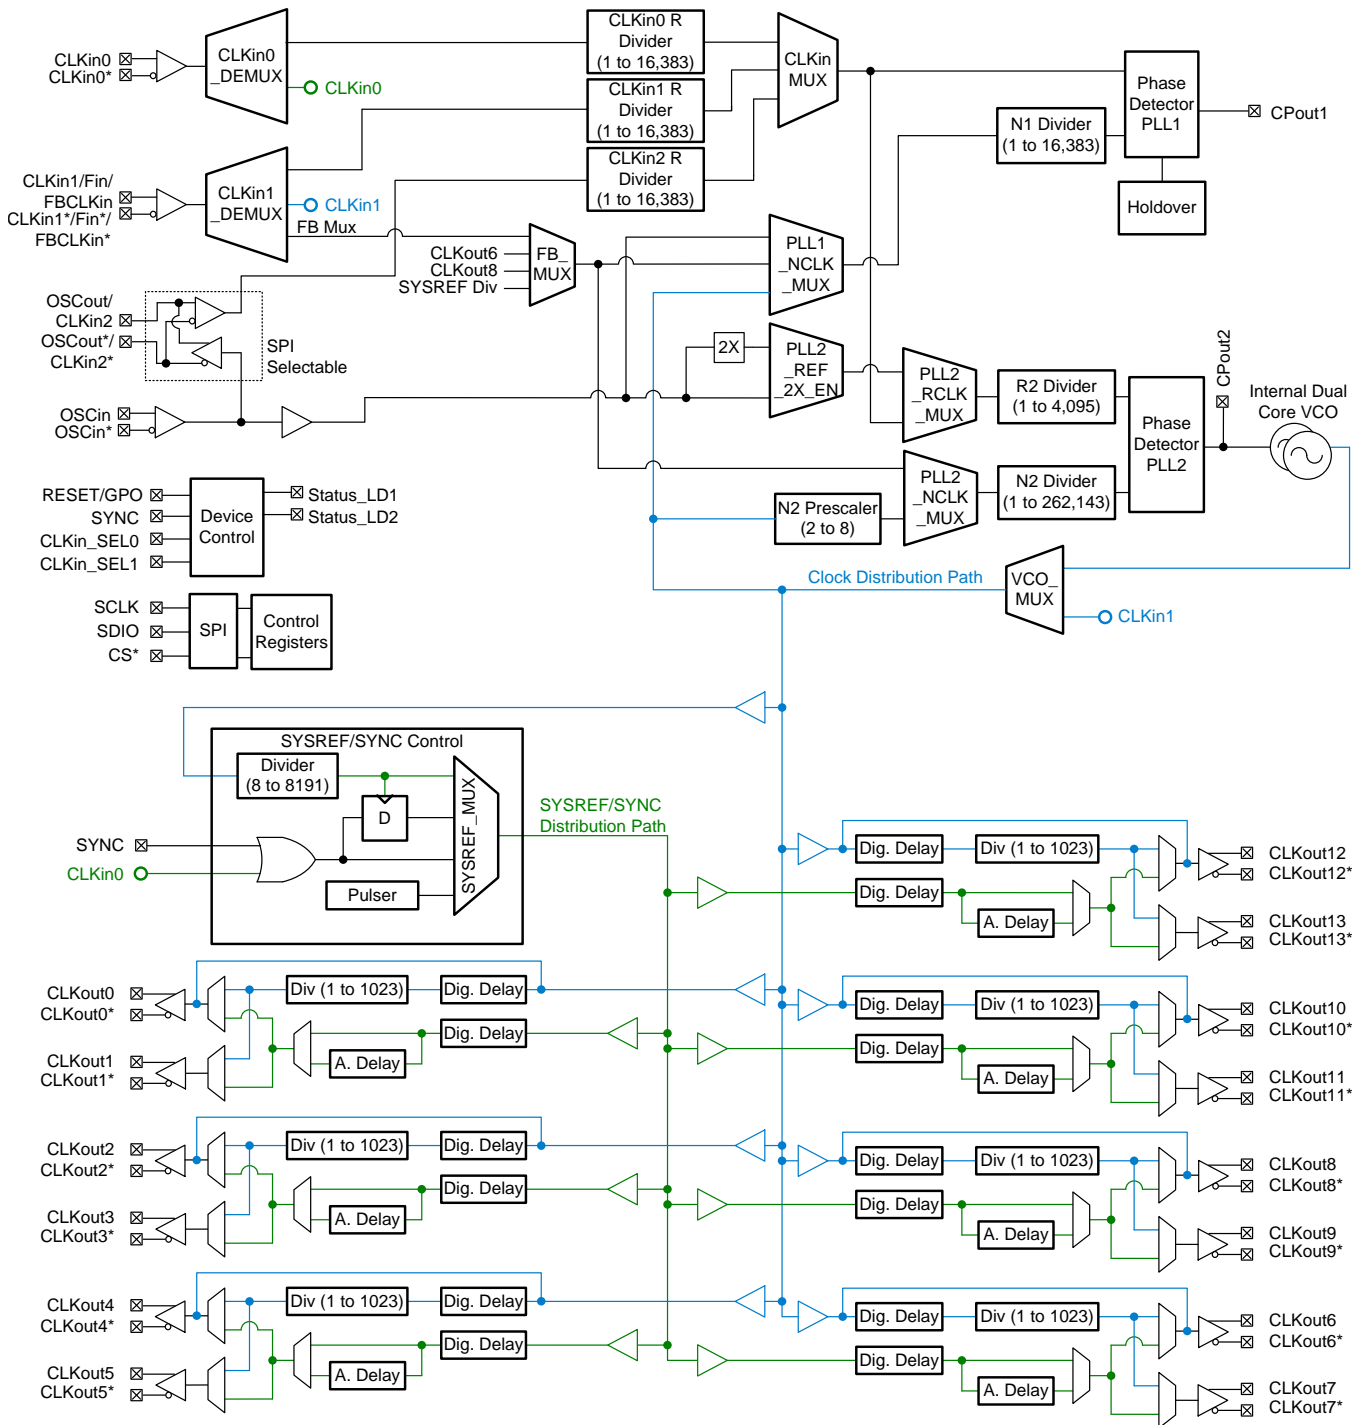 CLKin0
CLKin0*
CLKin0
_DEMUX
CLKin0
CLKin0 R
Divider
(1 to 16,383)
CLKin1 R
Divider
(1 to 16,383)
CLKin2 R
Divider
(1 to 16,383)
CLKin
MUX
N1 Divider
(1 to 16,383)
Phase
Detector
PLL1
CPout1
Holdover
CLKin1/Fin/
FBCLKin
CLKin1*/Fin*/
FBCLKin*
CLKin1
_DEMUX
CLKin1
FB Mux
CLKout6
CLKout8
SYSREF Div
FB_
MUX
PLL1
_NCLK
_MUX
OSCout/
CLKin2
OSCout*/
CLKin2*
SPI
Selectable
OSCin
OSCin*
2X
PLL2
_REF
_2X_EN
PLL2
_RCLK
_MUX
R2 Divider
(1 to 4,095)
Phase
Detector
PLL2
CPout2
Internal Dual
Core VCO
N2 Prescaler
(2 to 8)
PLL2
_NCLK
_MUX
N2 Divider
(1 to 262,143)
RESET/GPO
SYNC
CLKin_SEL0
CLKin_SEL1
Device
Control
Status_LD1
Status_LD2
Clock Distribution Path
VCO_
MUX
CLKin1
SCLK
SDIO
CS*
SPI
Control
Registers
SYSREF/SYNC Control
Divider
(8 to 8191)
D
SYSREF_MUX
Pulser
SYNC
CLKin0
SYSREF/SYNC
Distribution Path
Dig. Delay
Div (1 to 1023)
Dig. Delay
A. Delay
CLKout12
CLKout12*
CLKout13
CLKout13*
CLKout0
CLKout0*
CLKout1
CLKout1*
Div (1 to 1023)
Dig. Delay
Dig. Delay
A. Delay
Dig. Delay
Div (1 to 1023)
Dig. Delay
A. Delay
CLKout10
CLKout10*
CLKout11
CLKout11*
CLKout2
CLKout2*
CLKout3
CLKout3*
Div (1 to 1023)
Dig. Delay
Dig. Delay
A. Delay
Dig. Delay
Div (1 to 1023)
Dig. Delay
A. Delay
CLKout8
CLKout8*
CLKout9
CLKout9*
CLKout4
CLKout4*
CLKout5
CLKout5*
Div (1 to 1023)
Dig. Delay
Dig. Delay
A. Delay
Dig. Delay
Div (1 to 1023)
Dig. Delay
A. Delay
CLKout6
CLKout6*
CLKout7
CLKout7*